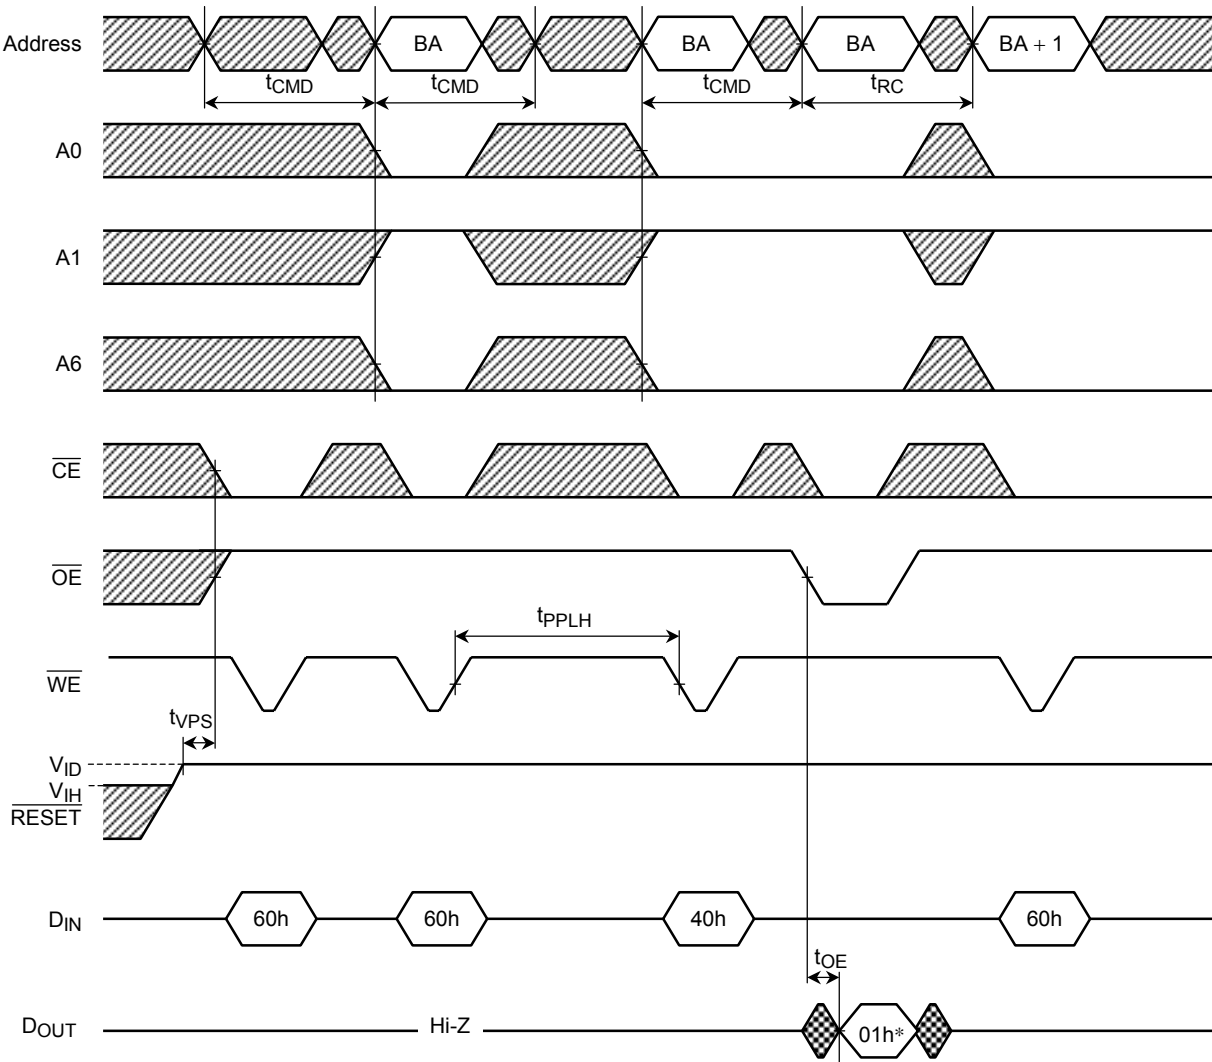 Address BA BA BA BA + 1
tCMD tCMD tCMD tRC
A0
A1
A6
CE
OE
tPPLH
WE
tVPS
VID
VIH
RESET
DIN 60h 60h 40h 60h
tOE
DOUT Hi-Z 01h*